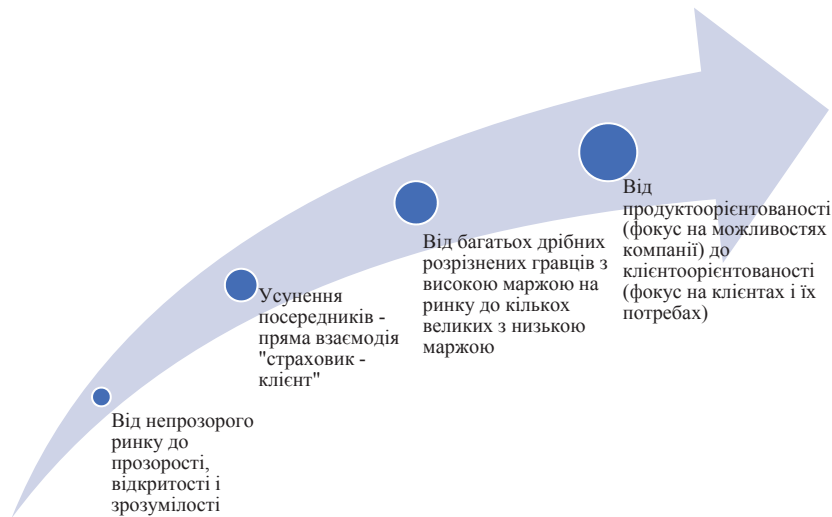 Від непрозорого
ринку до
прозорості,
відкритості і
зрозумілості
Усунення
посередників -
пряма взаємодія
"страховик -
клієнт"
Від багатьох дрібних
розрізнених гравців з
високою маржою на
ринку до кількох
великих з низькою
маржою
Від
продуктоорієнтованості
(фокус на можливостях
компанії) до
клієнтоорієнтованості
(фокус на клієнтах і їх
потребах)